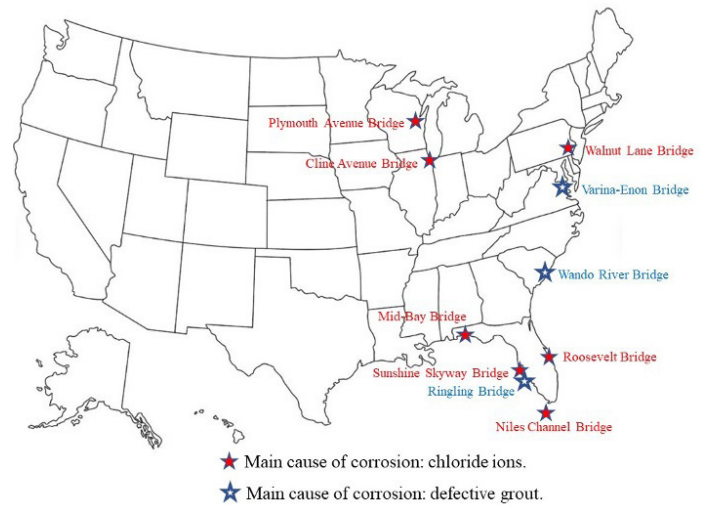 Plymouth Avenue Bridge
Cline Avenue Bridge
Walnut Lane Bridge
Varina-Enon Bridge
Wando River Bridge
Mid-Bay Bridge
Roosevelt Bridge
Sunshine Skyway Bridge
Ringling Bridge
Niles Channel Bridge
Main cause of corrosion: chloride ions.
Main cause of corrosion: defective grout.